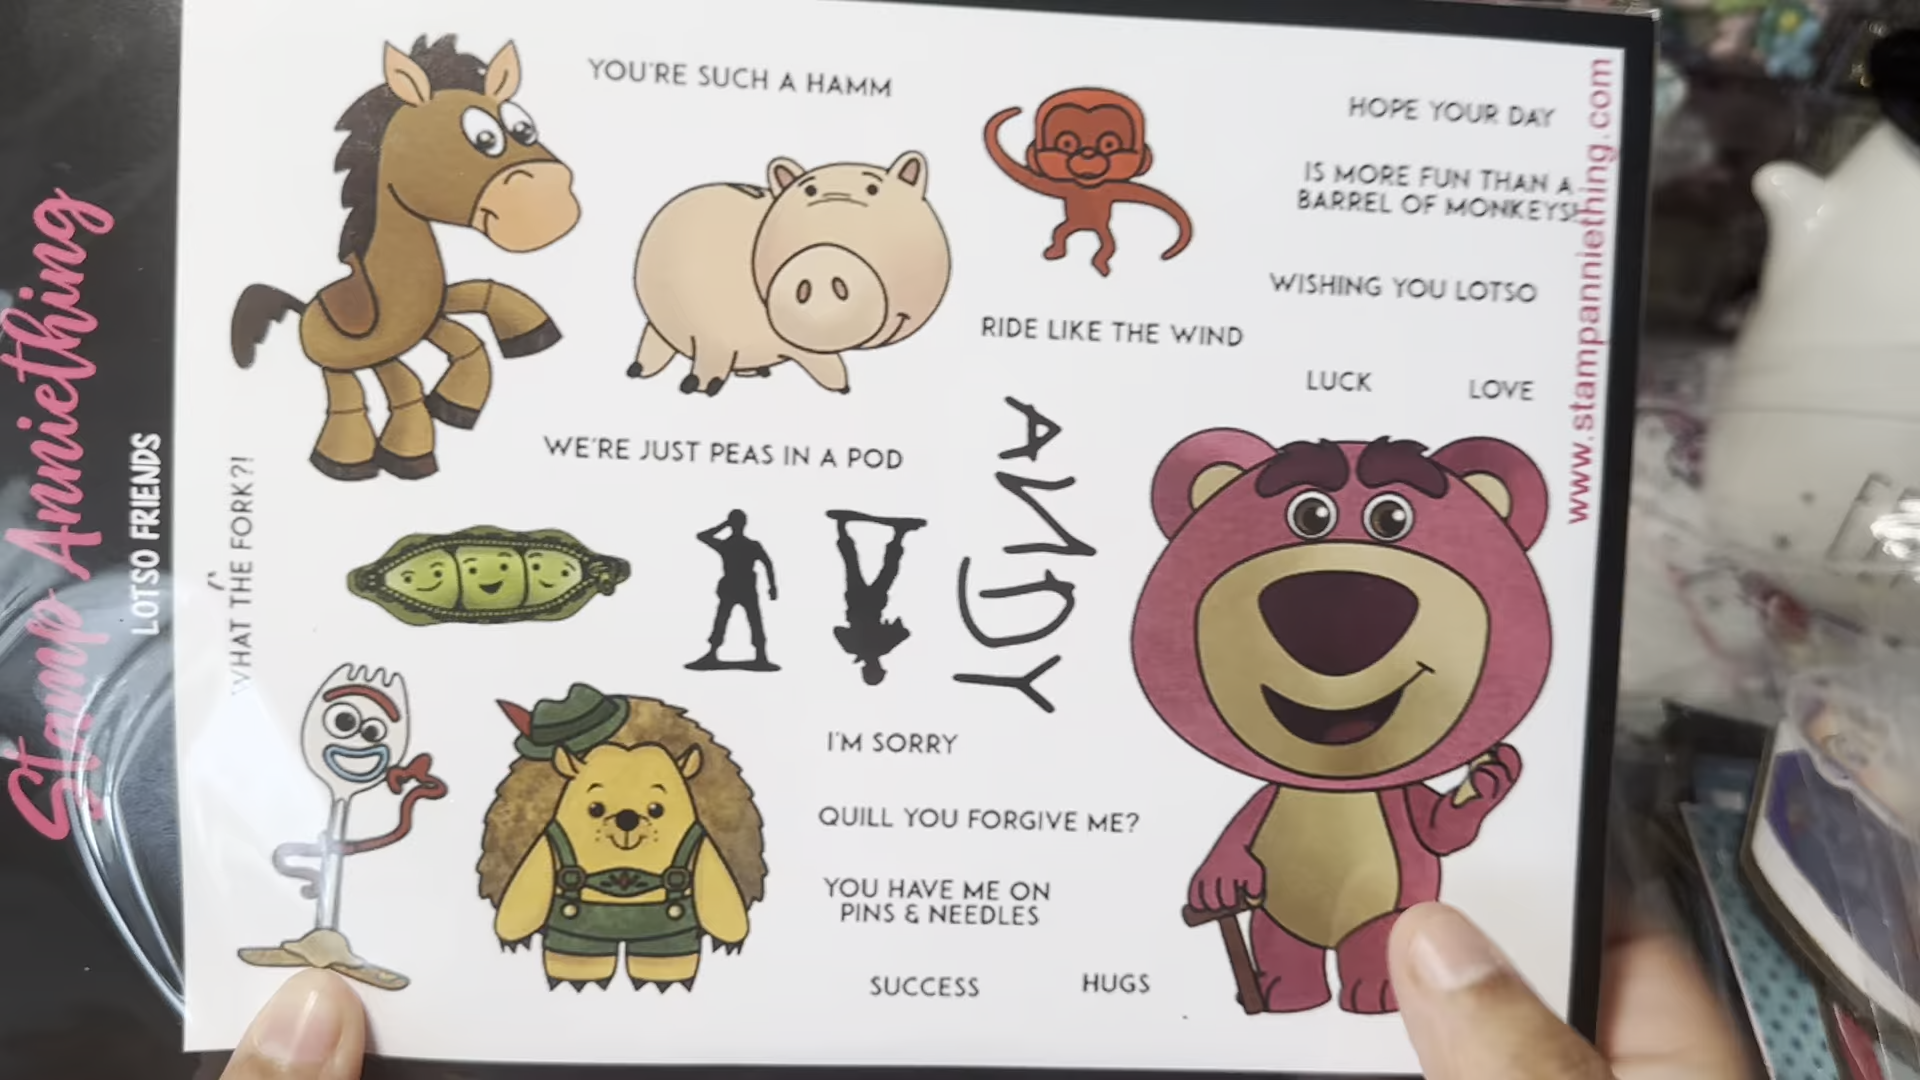 Stamp Anniething
LOTSO FRIENDS
YOU'RE SUCH A HAMM
HOPE YOUR DAY
IS MORE FUN THAN A
BARREL OF MONKEYS!
WISHING YOU LOTSO
RIDE LIKE THE WIND
LUCK
LOVE
WE'RE JUST PEAS IN A POD
WHAT THE FORK?!
ANDY
I'M SORRY
QUILL YOU FORGIVE ME?
YOU HAVE ME ON
PINS & NEEDLES
SUCCESS
HUGS
www.stampanniething.com